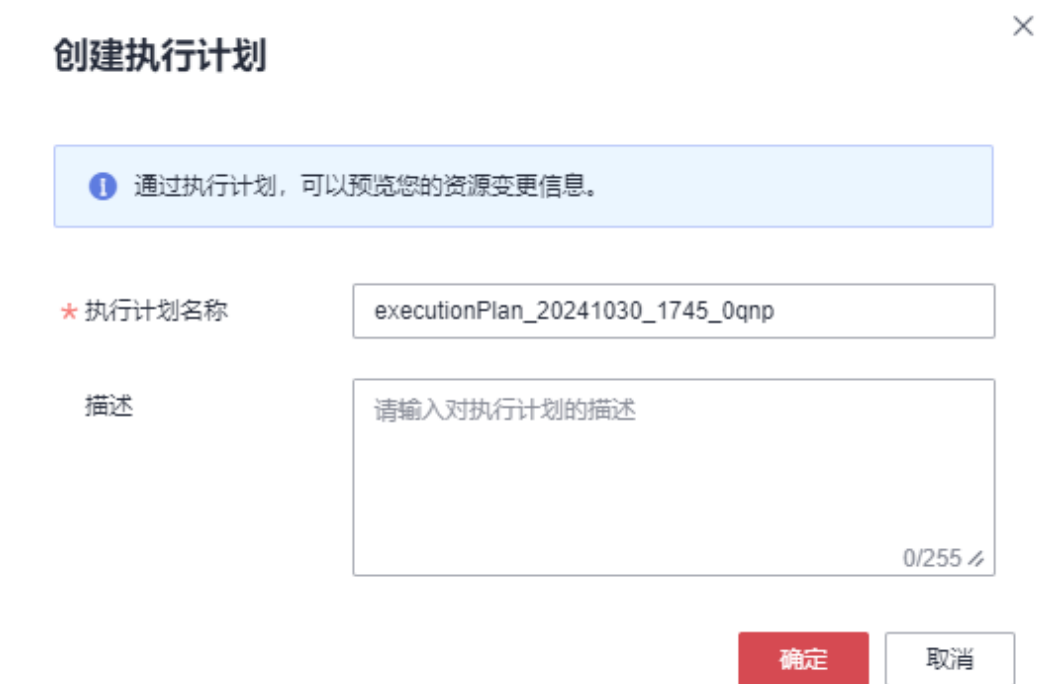 创建执行计划
通过执行计划，可以预览您的资源变更信息。
* 执行计划名称
executionPlan_20241030_1745_0qnp
描述
请输入对执行计划的描述
0/255
确定
取消